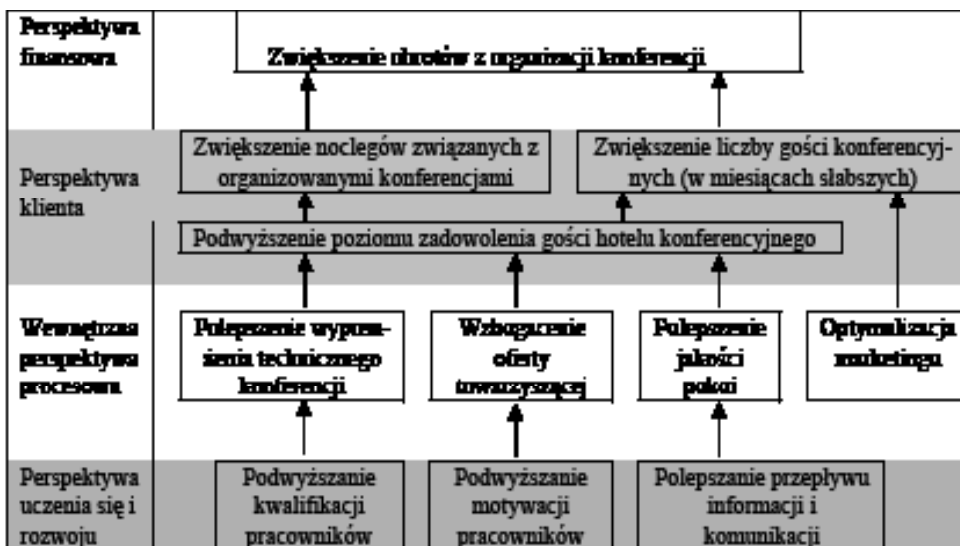 Perspektywa
finansowa
Zwiększenie obrotów z organizacji konferencji
Perspektywa
klienta
Zwiększenie noclegów związanych z
organizowanymi konferencjami
Zwiększenie liczby gości konferencyj-
nych (w miesiącach słabszych)
Podwyższenie poziomu zadowolenia gości hotelu konferencyjnego
Wewnętrzna
perspektywa
procesowa
Polepszenie wyposa-
żenia technicznego
konferencji
Wzbogacenie
oferty
towarzyszącej
Polepszenie
jakości
pokoi
Optymalizacja
marketingu
Perspektywa
uczenia się i
rozwoju
Podwyższanie
kwalifikacji
pracowników
Podwyższanie
motywacji
pracowników
Polepszanie przepływu
informacji i
komunikacji